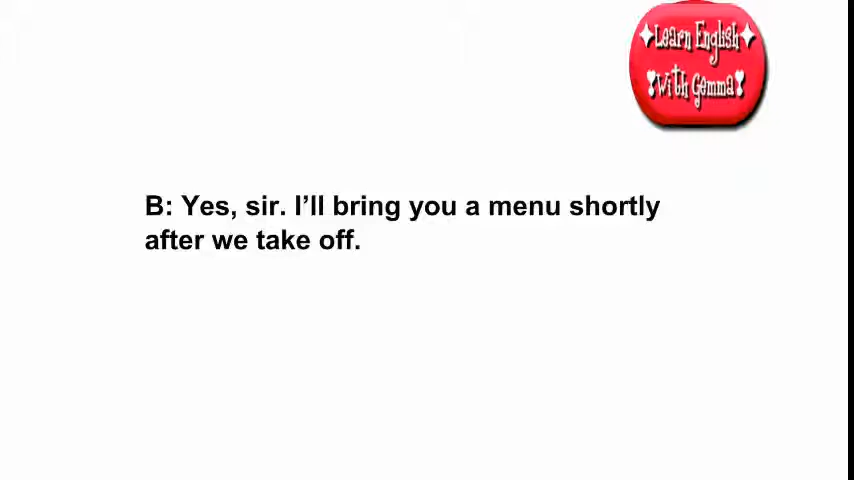 Learn English
With Gemma
B: Yes, sir. I’ll bring you a menu shortly
after we take off.